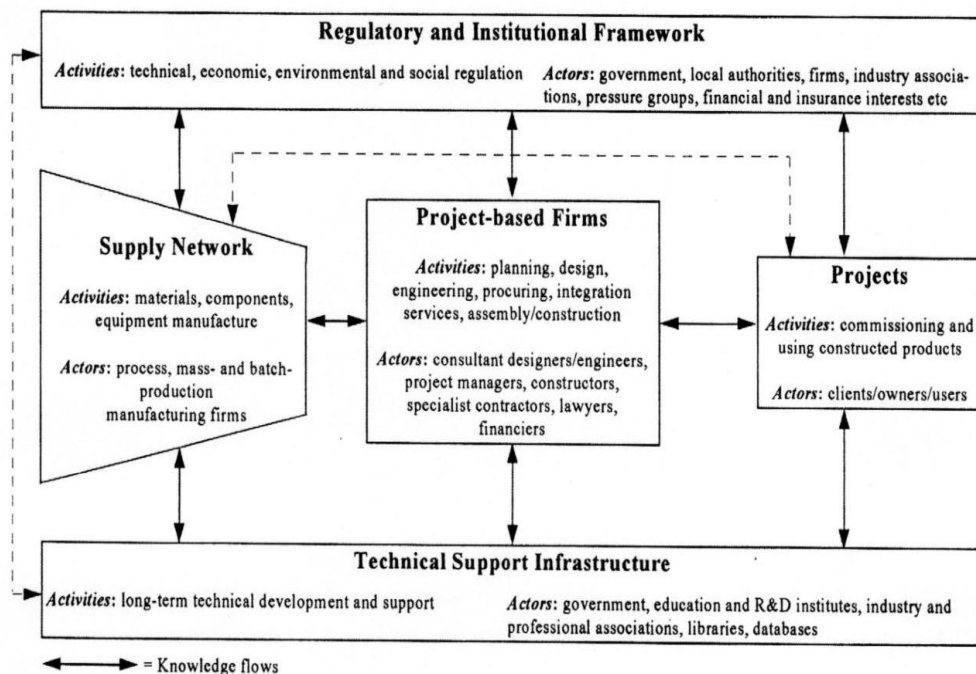 Regulatory and Institutional Framework
Activities: technical, economic, environmental and social regulation
Actors: government, local authorities, firms, industry associa-
tions, pressure groups, financial and insurance interests etc
Supply Network
Activities: materials, components,
equipment manufacture
Actors: process, mass- and batch-
production
manufacturing firms
Project-based Firms
Activities: planning, design,
engineering, procuring, integration
services, assembly/construction
Actors: consultant designers/engineers,
project managers, constructors,
specialist contractors, lawyers,
financiers
Projects
Activities: commissioning and
using constructed products
Actors: clients/owners/users
Technical Support Infrastructure
Activities: long-term technical development and support
Actors: government, education and R&D institutes, industry and
professional associations, libraries, databases
= Knowledge flows